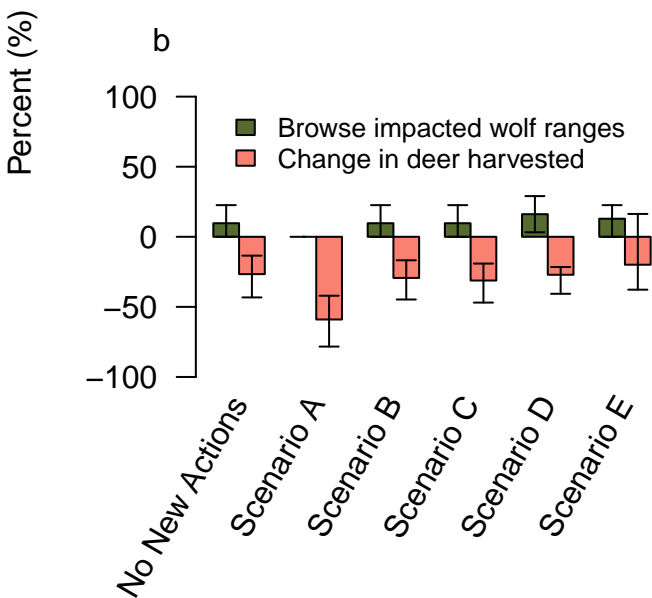 b
Percent (%)
100
50
0
−50
−100
Browse impacted wolf ranges
Change in deer harvested
No New Actions
Scenario A
Scenario B
Scenario C
Scenario D
Scenario E